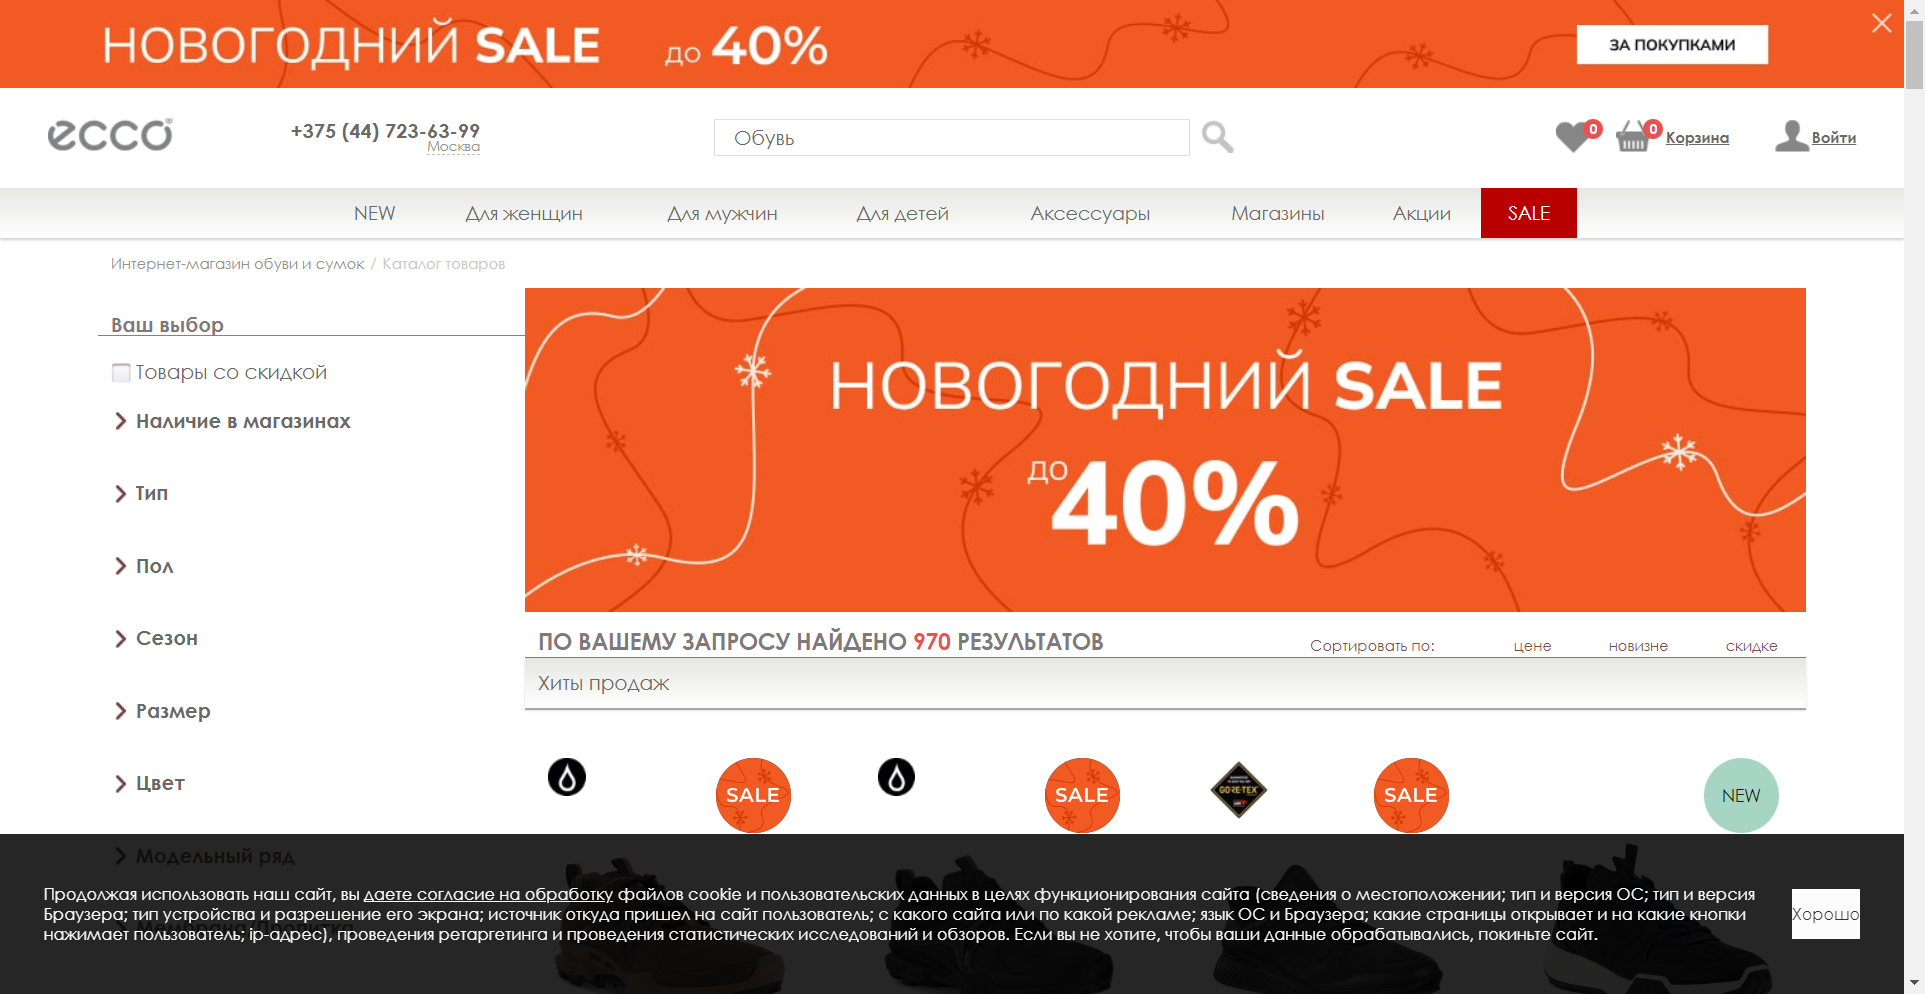 НОВОГОДНИЙ SALE до 40%
ЗА ПОКУПКАМИ
ecco
+375 (44) 723-63-99
Москва
Обувь
0
0
Корзина
Войти
NEW
Для женщин
Для мужчин
Для детей
Аксессуары
Магазины
Акции
SALE
Интернет-магазин обуви и сумок / Каталог товаров
Ваш выбор
Товары со скидкой
Наличие в магазинах
Тип
Пол
Сезон
Размер
Цвет
Модельный ряд
Мембрана/Пропитка
НОВОГОДНИЙ SALE
до 40%
ПО ВАШЕМУ ЗАПРОСУ НАЙДЕНО 970 РЕЗУЛЬТАТОВ
Сортировать по:
цене
новизне
скидке
Хиты продаж
SALE
SALE
GORE-TEX
SALE
NEW
Продолжая использовать наш сайт, вы даете согласие на обработку файлов cookie и пользовательских данных в целях функционирования сайта (сведения о местоположении; тип и версия ОС; тип и версия
Браузера; тип устройства и разрешение его экрана; источник откуда пришел на сайт пользователь; с какого сайта или по какой рекламе; язык ОС и Браузера; какие страницы открывает и на какие кнопки
нажимает пользователь; ip-адрес), проведения ретаргетинга и проведения статистических исследований и обзоров. Если вы не хотите, чтобы ваши данные обрабатывались, покиньте сайт.
Хорошо